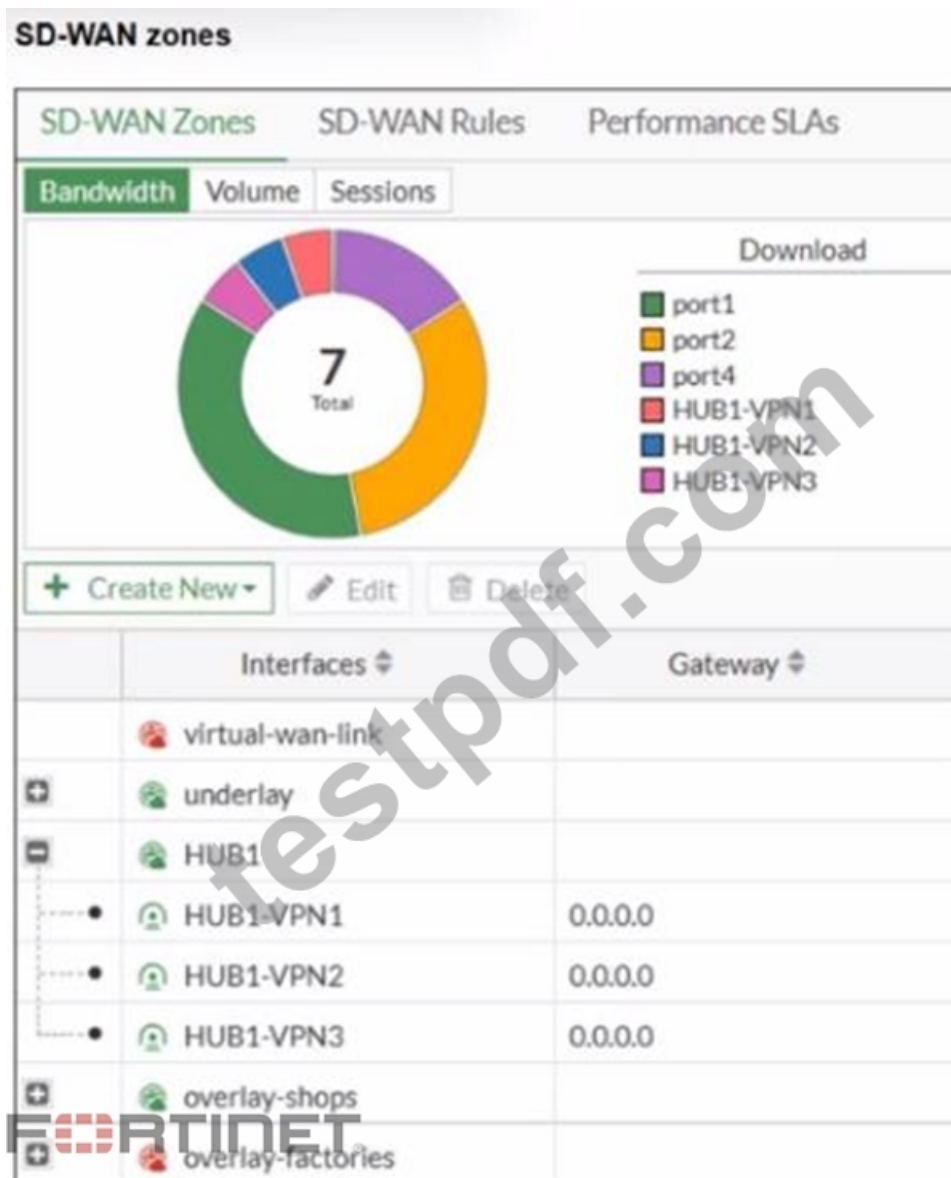 SD-WAN zones
SD-WAN Zones SD-WAN Rules Performance SLAs
Bandwidth Volume Sessions
Download
port1
port2
port4
HUB1-VPN1
HUB1-VPN2
HUB1-VPN3
7
Total
+ Create New Edit Delete
Interfaces Gateway
virtual-wan-link
underlay
HUB1
HUB1-VPN1 0.0.0.0
HUB1-VPN2 0.0.0.0
HUB1-VPN3 0.0.0.0
overlay-shops
overlay-factories
testpdf.com
FORTINET